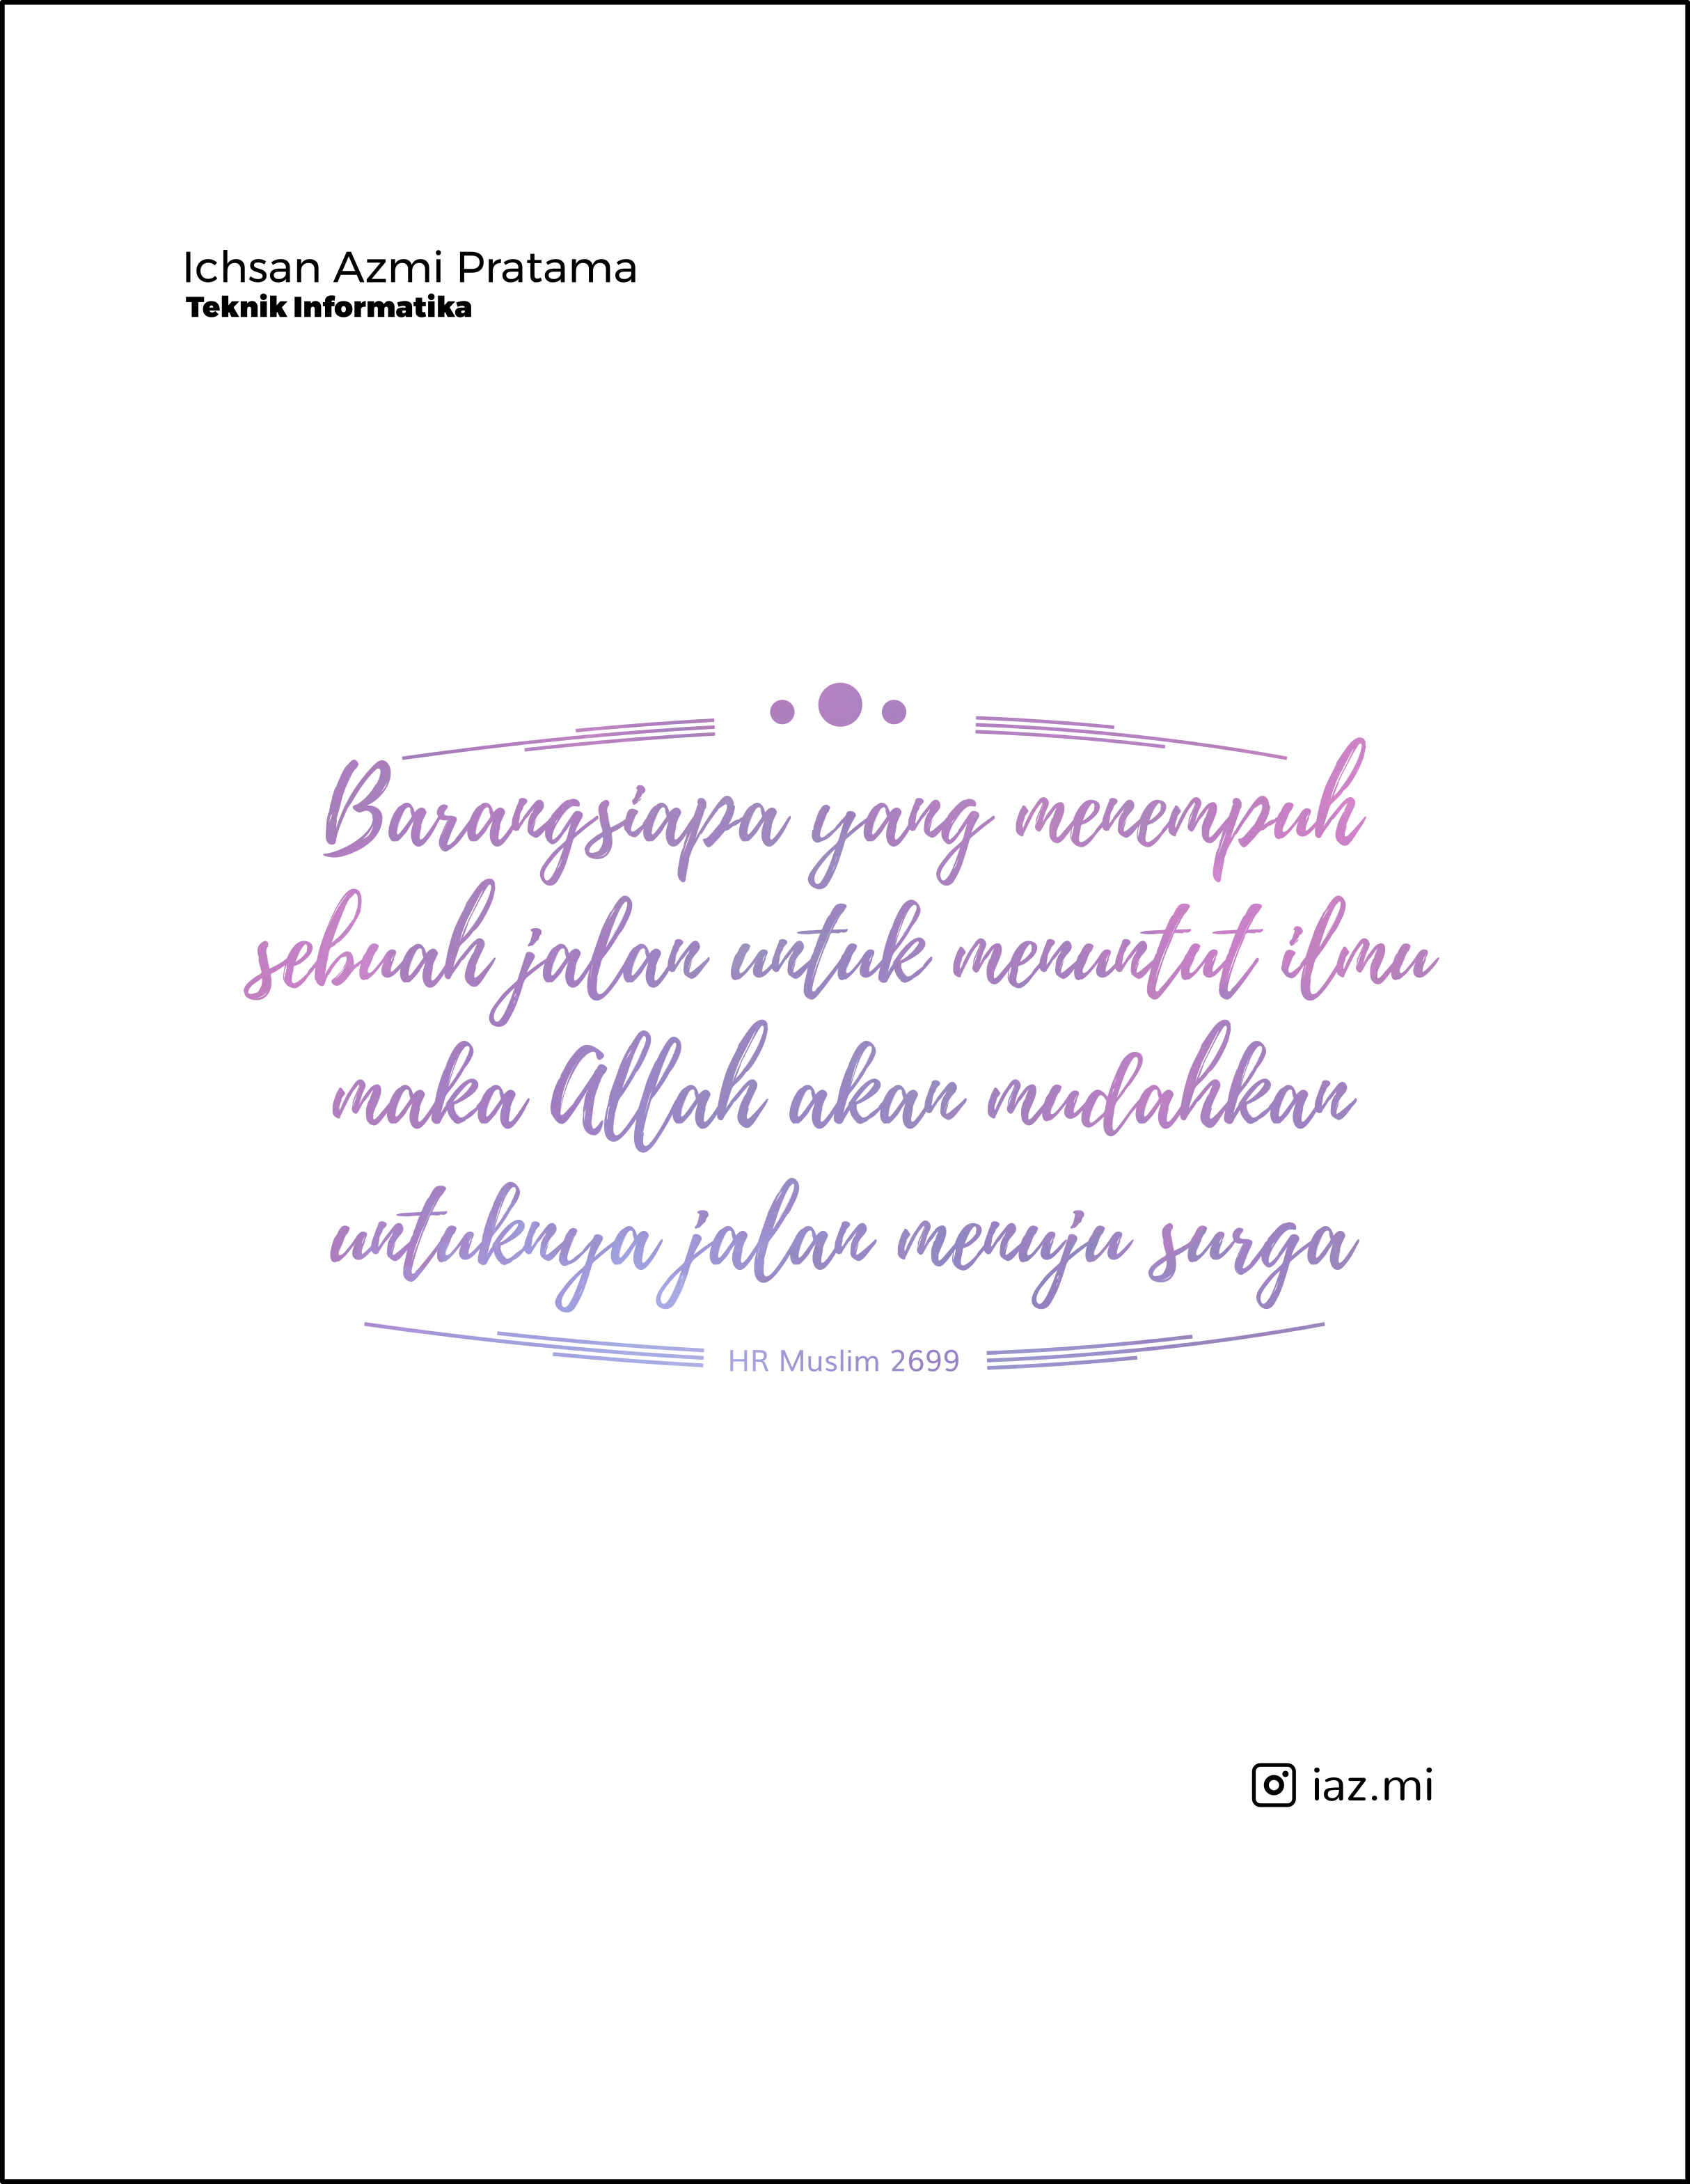 Ichsan Azmi Pratama
Teknik Informatika
Barangsiapa yang menempuh
sebuah jalan untuk menuntut ilmu
maka Allah akan mudahkan
untuknya jalan menuju surga
HR Muslim 2699
iaz.mi